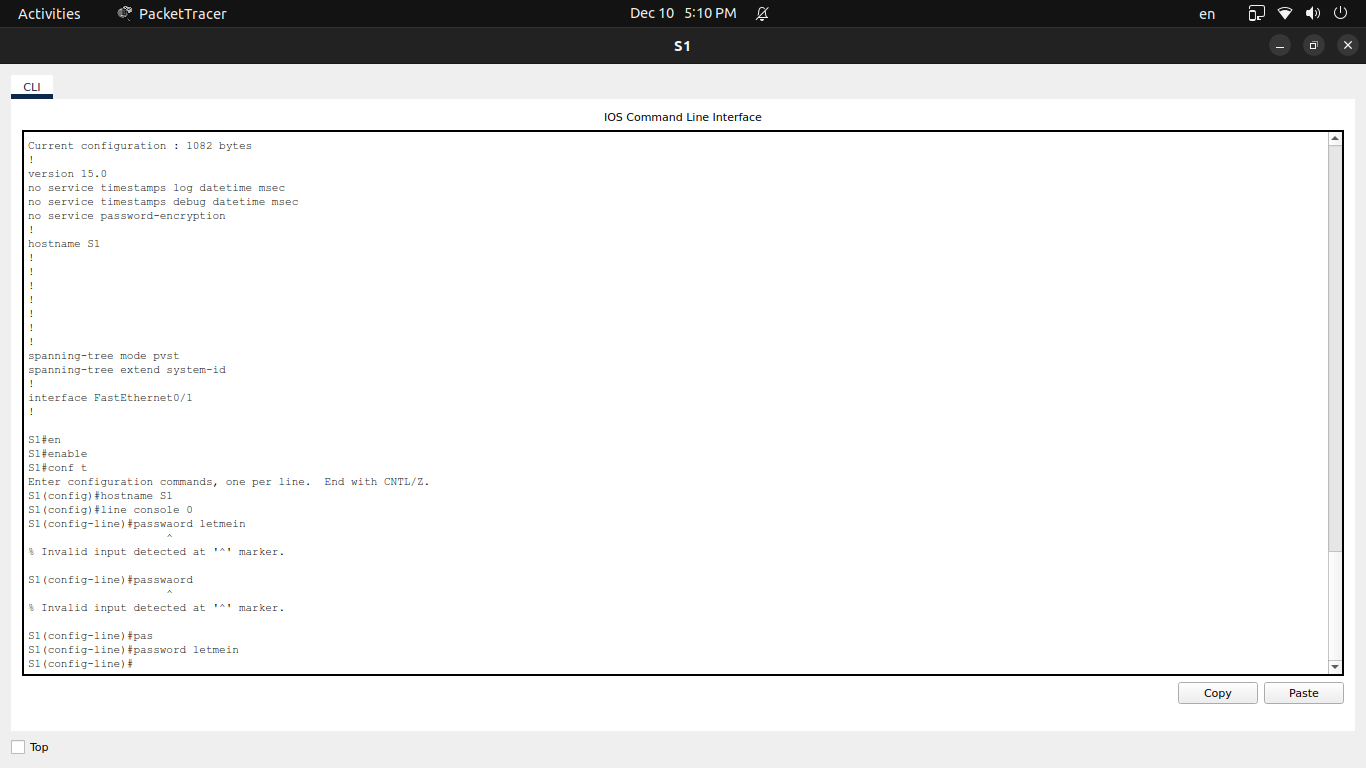 Activities PacketTracer Dec 10 5:10 PM en
S1
CLI
IOS Command Line Interface
Current configuration : 1082 bytes
!
version 15.0
no service timestamps log datetime msec
no service timestamps debug datetime msec
no service password-encryption
!
hostname S1
!
!
!
!
!
!
!
spanning-tree mode pvst
spanning-tree extend system-id
!
interface FastEthernet0/1
!
S1#en
S1#enable
S1#conf t
Enter configuration commands, one per line.  End with CNTL/Z.
S1(config)#hostname S1
S1(config)#line console 0
S1(config-line)#passwaord letmein
^
% Invalid input detected at '^' marker.
S1(config-line)#passwaord
^
% Invalid input detected at '^' marker.
S1(config-line)#pas
S1(config-line)#password letmein
S1(config-line)#
Copy Paste
Top